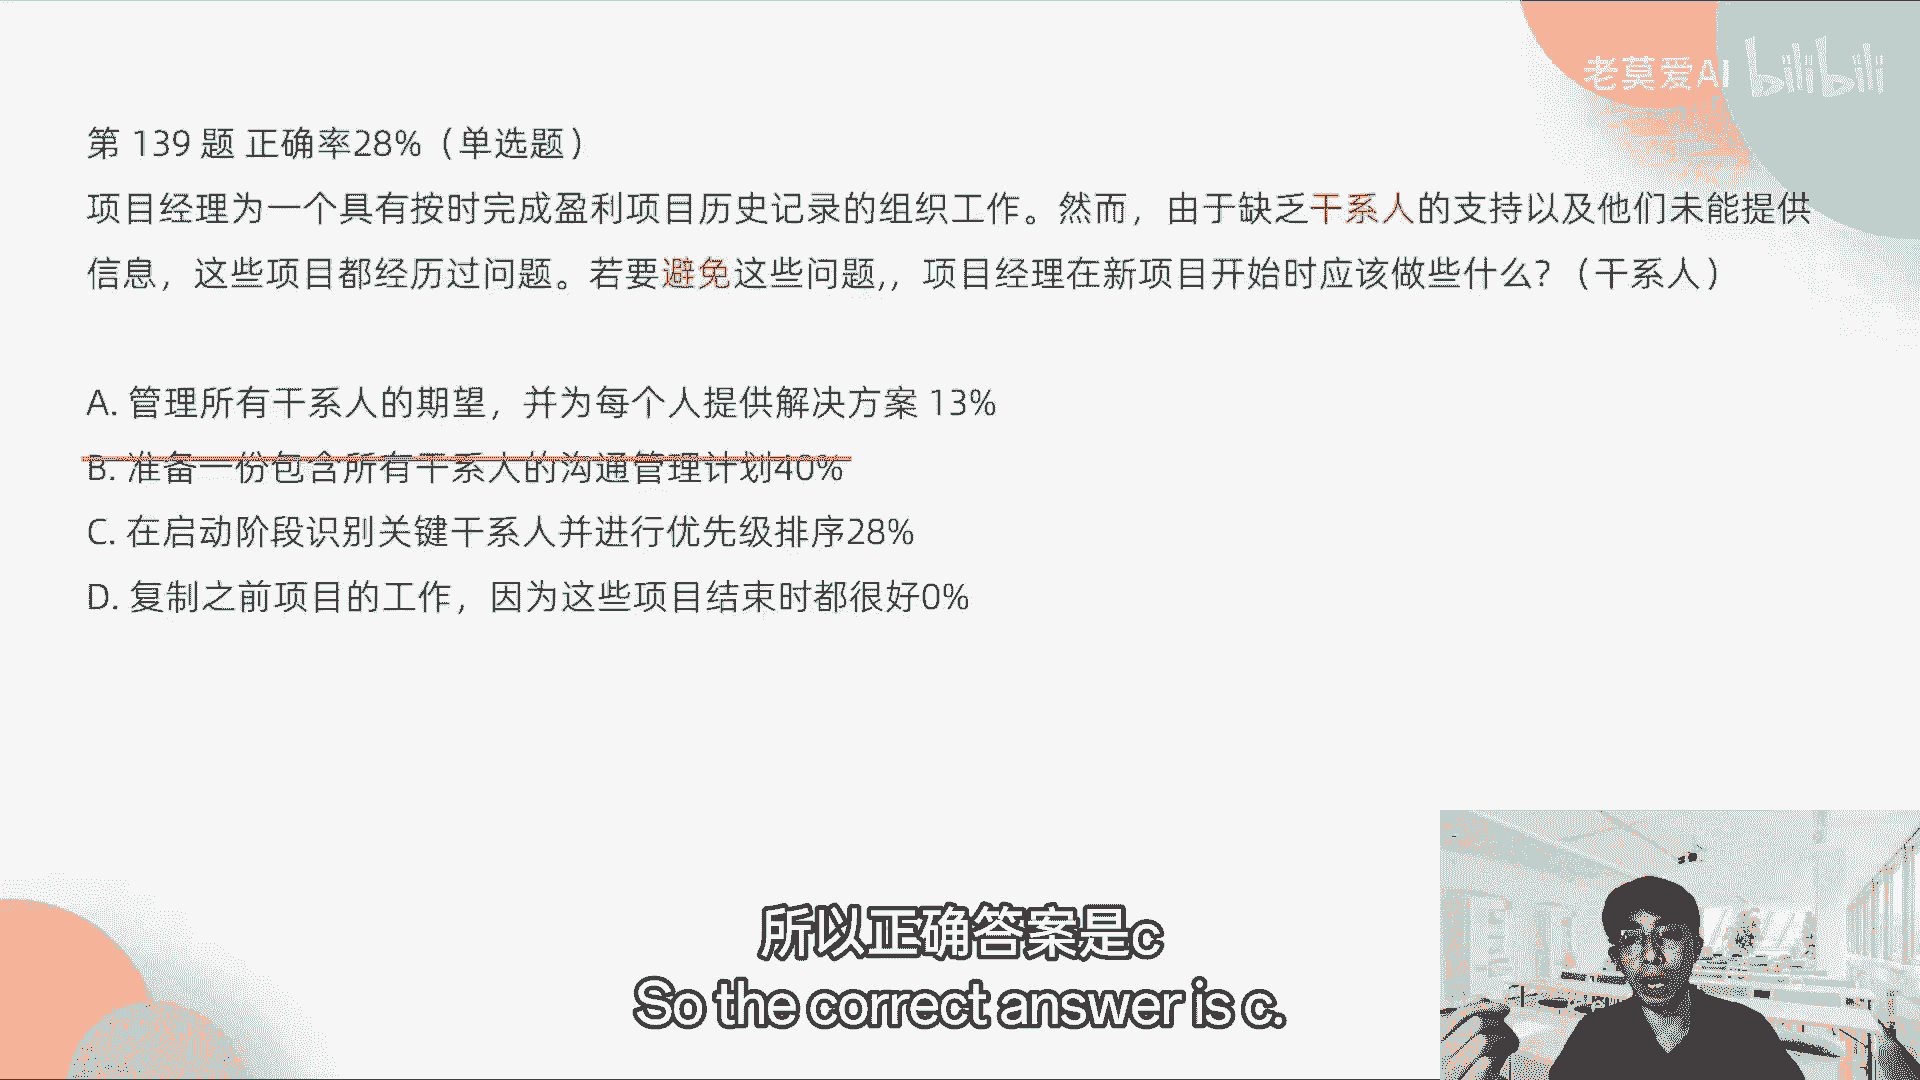 老莫爱AI bilibili
第 139 题 正确率28%（单选题）
项目经理为一个具有按时完成盈利项目历史记录的组织工作。然而，由于缺乏干系人的支持以及他们未能提供
信息，这些项目都经历过问题。若要避免这些问题,，项目经理在新项目开始时应该做些什么?（干系人）
A. 管理所有干系人的期望，并为每个人提供解决方案 13%
B. 准备一份包含所有干系人的沟通管理计划40%
C. 在启动阶段识别关键干系人并进行优先级排序28%
D. 复制之前项目的工作，因为这些项目结束时都很好0%
所以正确答案是c
So the correct answer is c.